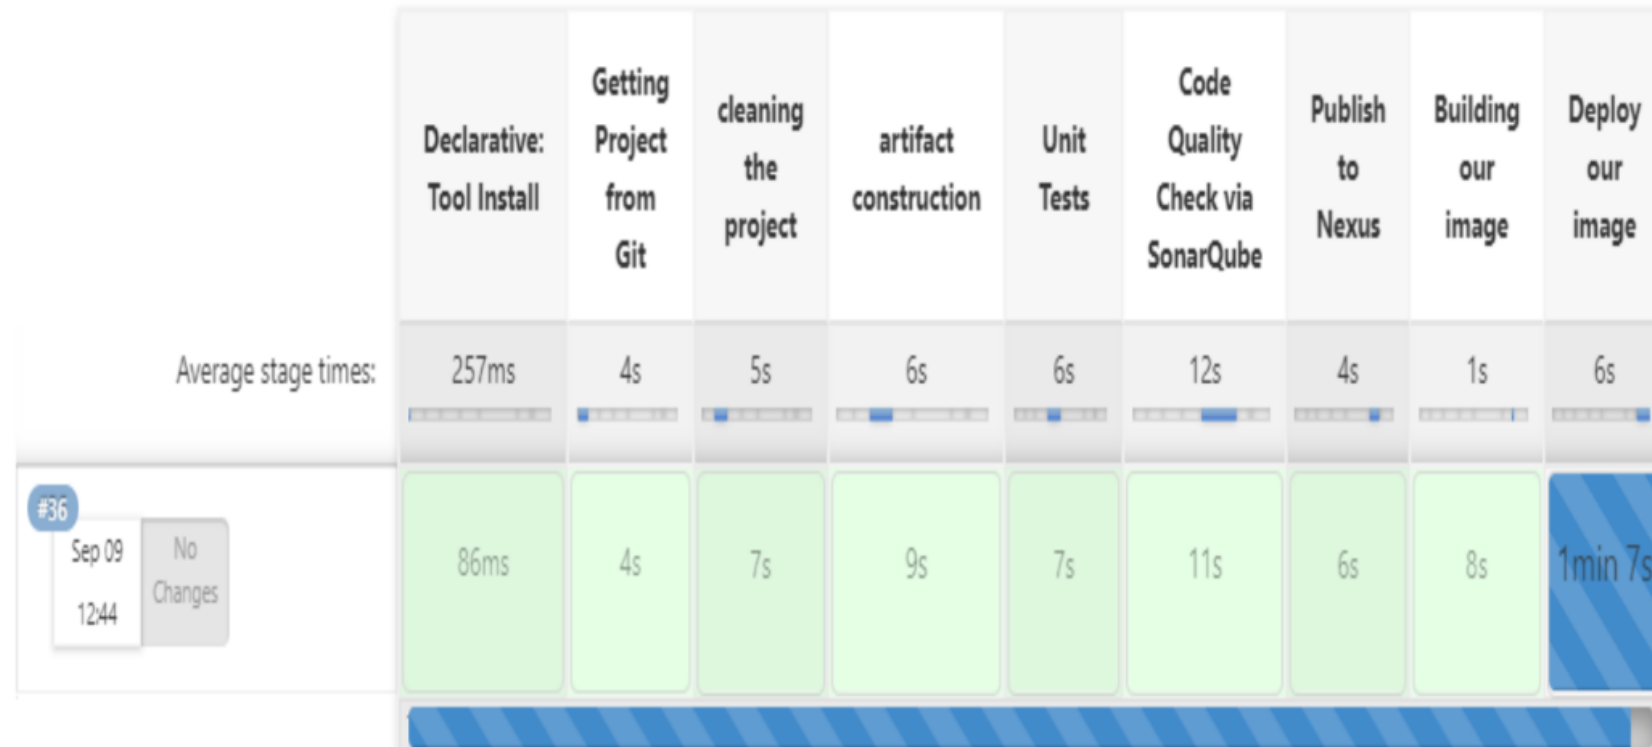 Declarative:
Tool Install
Getting
Project
from
Git
cleaning
the
project
artifact
construction
Unit
Tests
Code
Quality
Check via
SonarQube
Publish
to
Nexus
Building
our
image
Deploy
our
image
Average stage times:
257ms
4s
5s
6s
6s
12s
4s
1s
6s
#36
Sep 09
12:44
No
Changes
86ms
4s
7s
9s
7s
11s
6s
8s
1min 7s